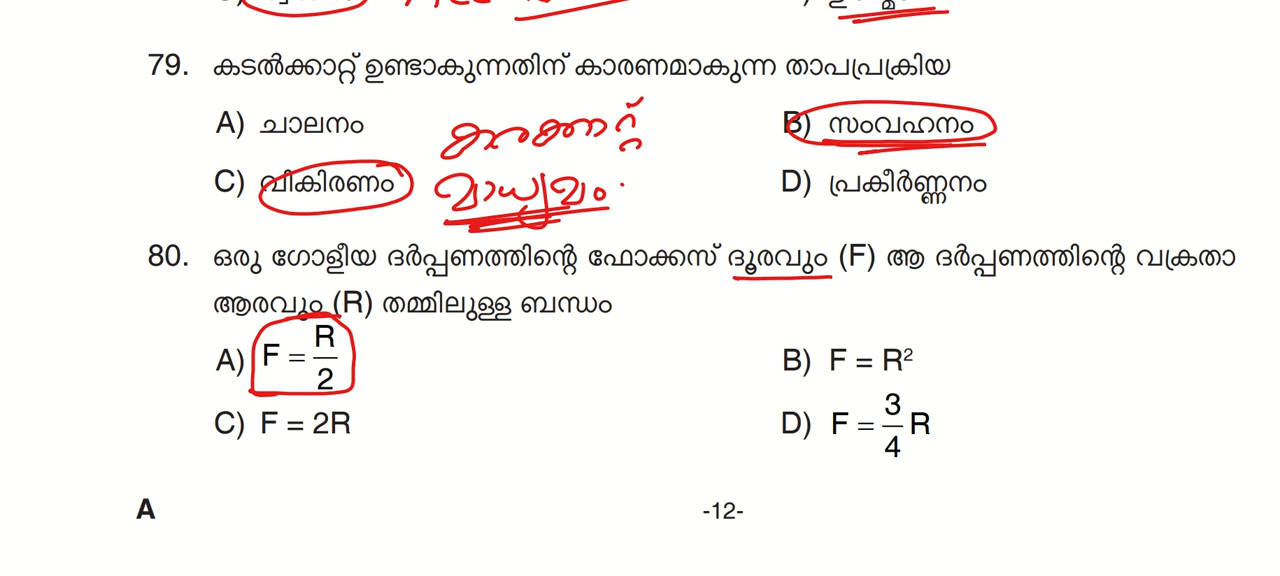 79. കടൽക്കാറ്റ് ഉണ്ടാകുന്നതിന് കാരണമാകുന്ന താപപ്രക്രിയ
A) ചാലനം
B) സംവഹനം
C) വികിരണം
D) പ്രകീർണ്ണനം
മാധ്യമം
80. ഒരു ഗോളീയ ദർപ്പണത്തിന്റെ ഫോക്കസ് ദൂരവും (F) ആ ദർപ്പണത്തിന്റെ വക്രതാ
ആരവും (R) തമ്മിലുള്ള ബന്ധം
A) F = R/2
B) F = R²
C) F = 2R
D) F = 3/4 R
A
-12-